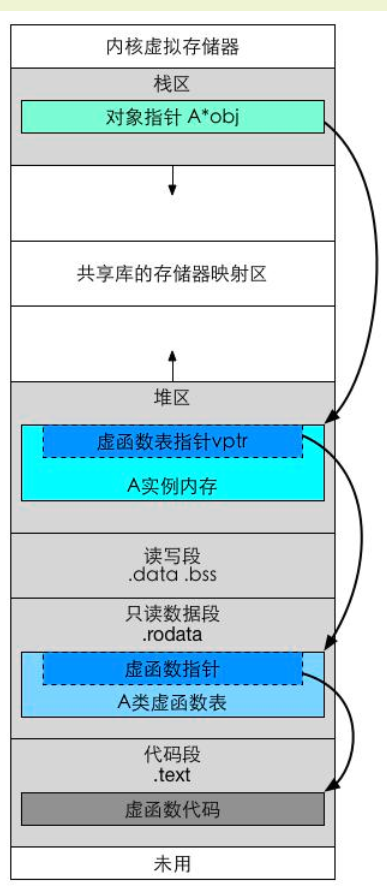 内核虚拟存储器
栈区
对象指针 A*obj
共享库的存储器映射区
堆区
虚函数表指针vptr
A实例内存
读写段
.data .bss
只读数据段
.rodata
虚函数指针
A类虚函数表
代码段
.text
虚函数代码
未用